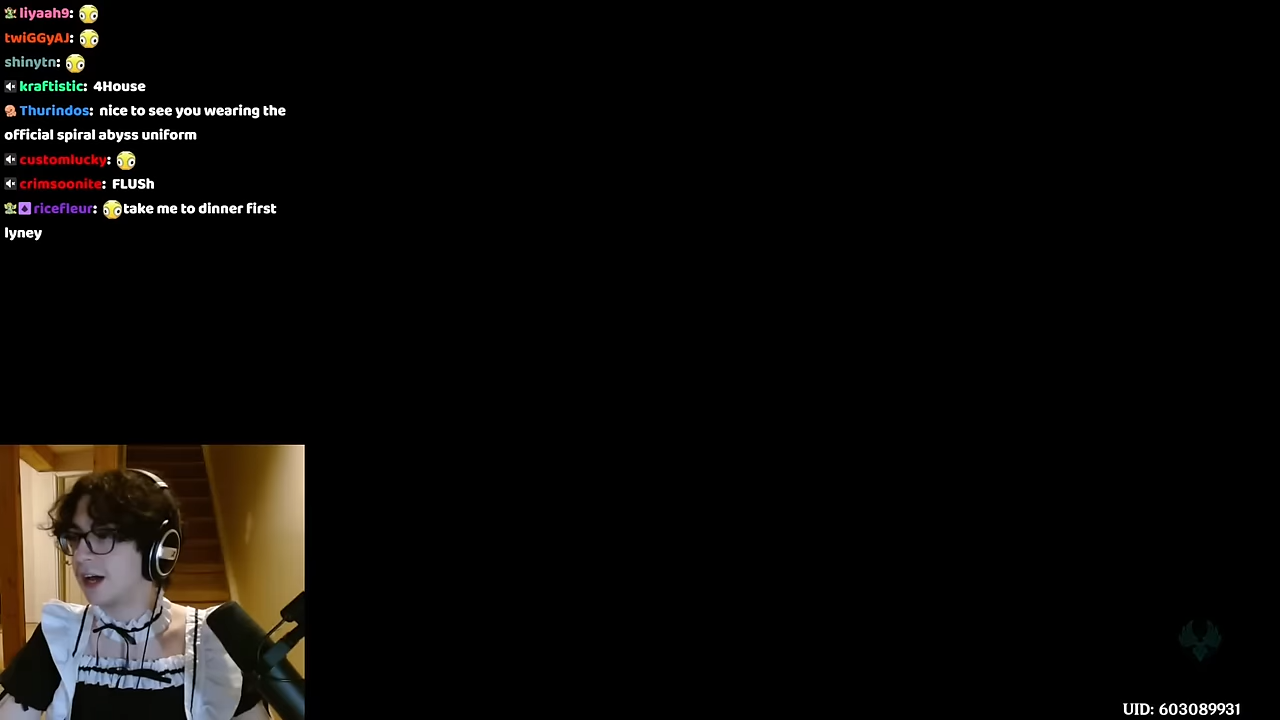 liyaah9:
twiGGyAJ:
shinytn:
kraftistic: 4House
Thurindos: nice to see you wearing the
official spiral abyss uniform
customlucky:
crimsoonite: FLUSh
ricefleur: take me to dinner first
lyney
UID: 603089931